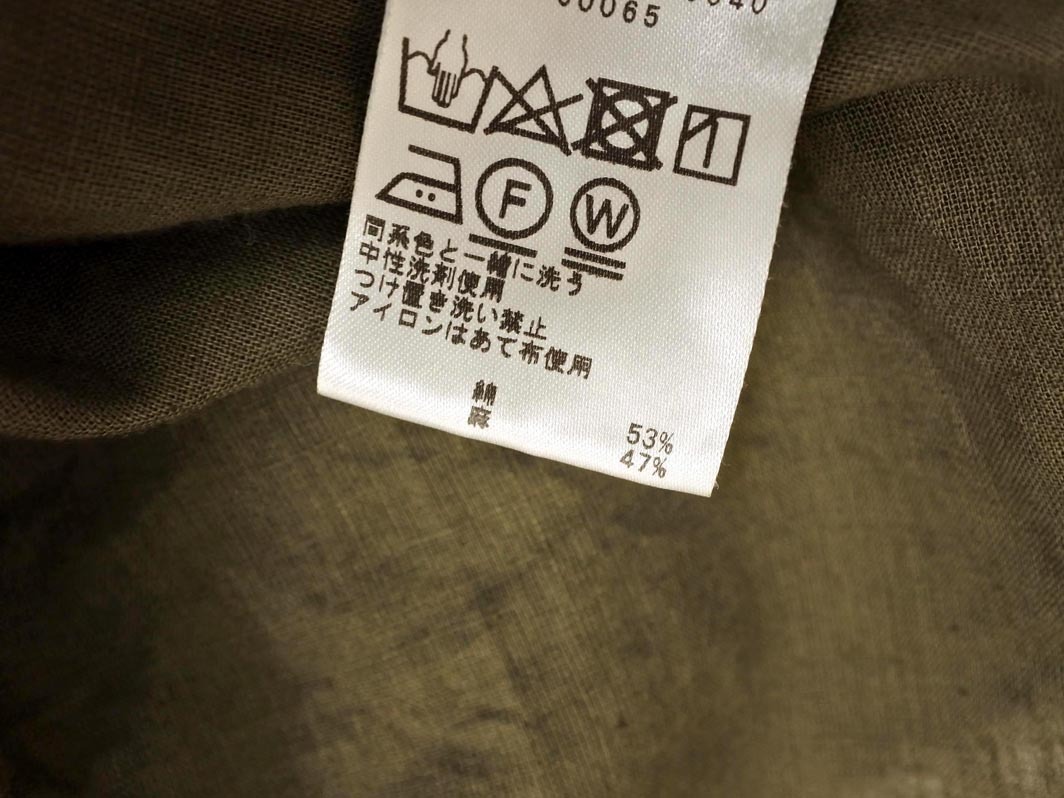 00065
F W
同系色と一緒に洗う
中性洗剤使用
つけ置き洗い禁止
アイロンはあて布使用
綿 53%
麻 47%